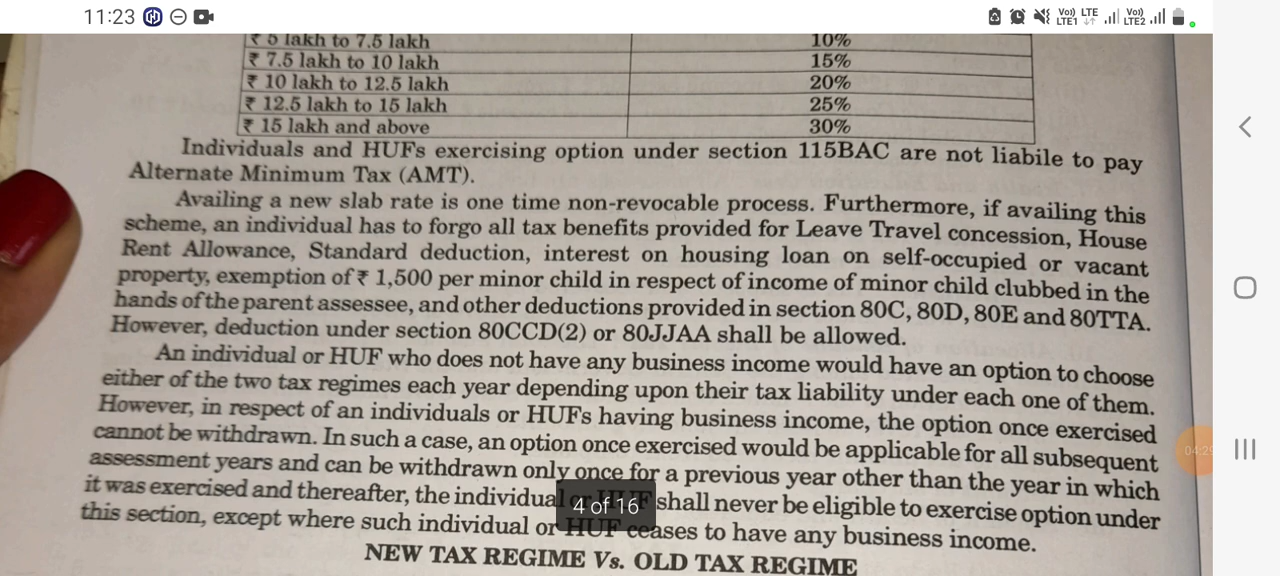 11:23 Vo) LTE LTE1 Vo) LTE2
₹ 5 lakh to 7.5 lakh 10%
₹ 7.5 lakh to 10 lakh 15%
₹ 10 lakh to 12.5 lakh 20%
₹ 12.5 lakh to 15 lakh 25%
₹ 15 lakh and above 30%
Individuals and HUFs exercising option under section 115BAC are not liabile to pay
Alternate Minimum Tax (AMT).
Availing a new slab rate is one time non-revocable process. Furthermore, if availing this
scheme, an individual has to forgo all tax benefits provided for Leave Travel concession, House
Rent Allowance, Standard deduction, interest on housing loan on self-occupied or vacant
property, exemption of ₹ 1,500 per minor child in respect of income of minor child clubbed in the
hands of the parent assessee, and other deductions provided in section 80C, 80D, 80E and 80TTA.
However, deduction under section 80CCD(2) or 80JJAA shall be allowed.
An individual or HUF who does not have any business income would have an option to choose
either of the two tax regimes each year depending upon their tax liability under each one of them.
However, in respect of an individuals or HUFs having business income, the option once exercised
cannot be withdrawn. In such a case, an option once exercised would be applicable for all subsequent
assessment years and can be withdrawn only once for a previous year other than the year in which
it was exercised and thereafter, the individual or HUF shall never be eligible to exercise option under
4 of 16
this section, except where such individual or HUF ceases to have any business income.
NEW TAX REGIME Vs. OLD TAX REGIME
04:29